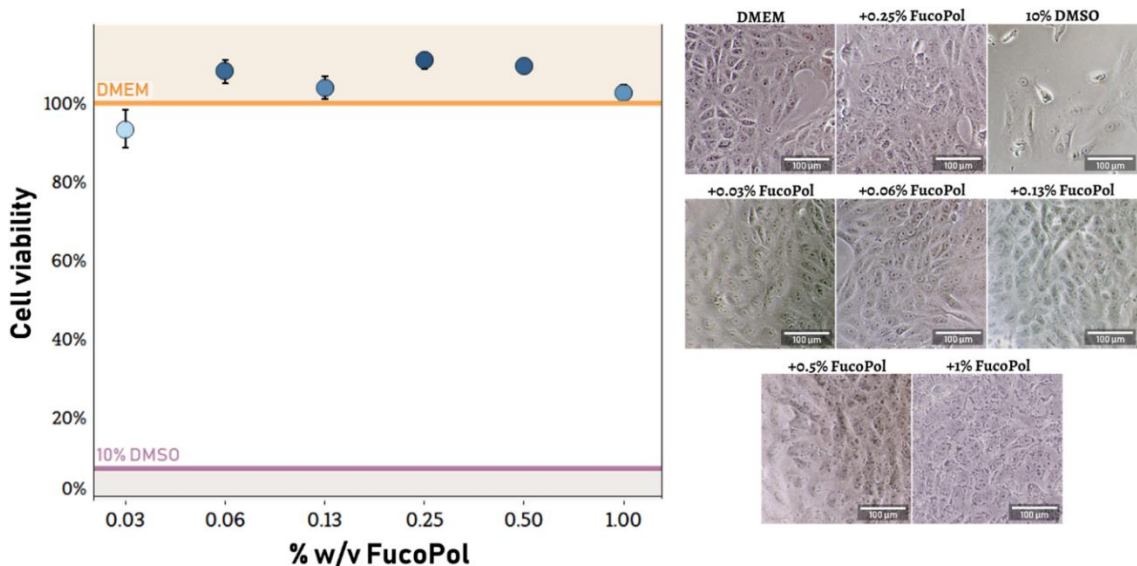 DMEM
100%
80%
60%
40%
20%
10% DMSO
0%
Cell viability
0.03 0.06 0.13 0.25 0.50 1.00
% w/v FucoPol
DMEM +0.25% FucoPol 10% DMSO
100 µm 100 µm 100 µm
+0.03% FucoPol +0.06% FucoPol +0.13% FucoPol
100 µm 100 µm 100 µm
+0.5% FucoPol +1% FucoPol
100 µm 100 µm